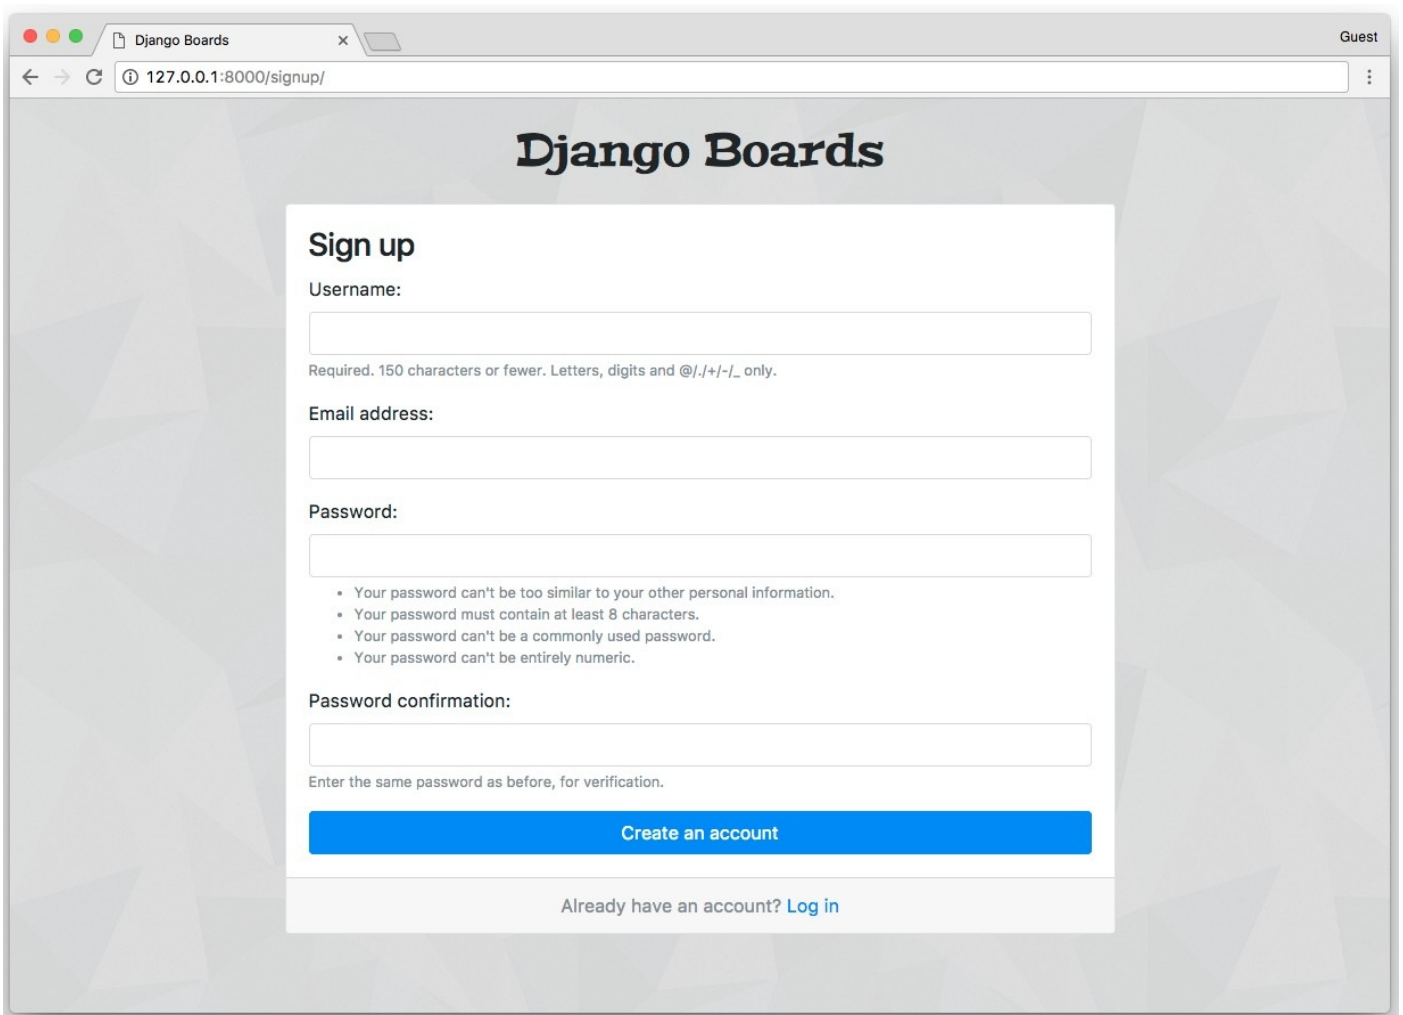 Django Boards
Guest
127.0.0.1:8000/signup/
Django Boards
Sign up
Username:
Required. 150 characters or fewer. Letters, digits and @/./+/-/_ only.
Email address:
Password:
• Your password can't be too similar to your other personal information.
• Your password must contain at least 8 characters.
• Your password can't be a commonly used password.
• Your password can't be entirely numeric.
Password confirmation:
Enter the same password as before, for verification.
Create an account
Already have an account? Log in